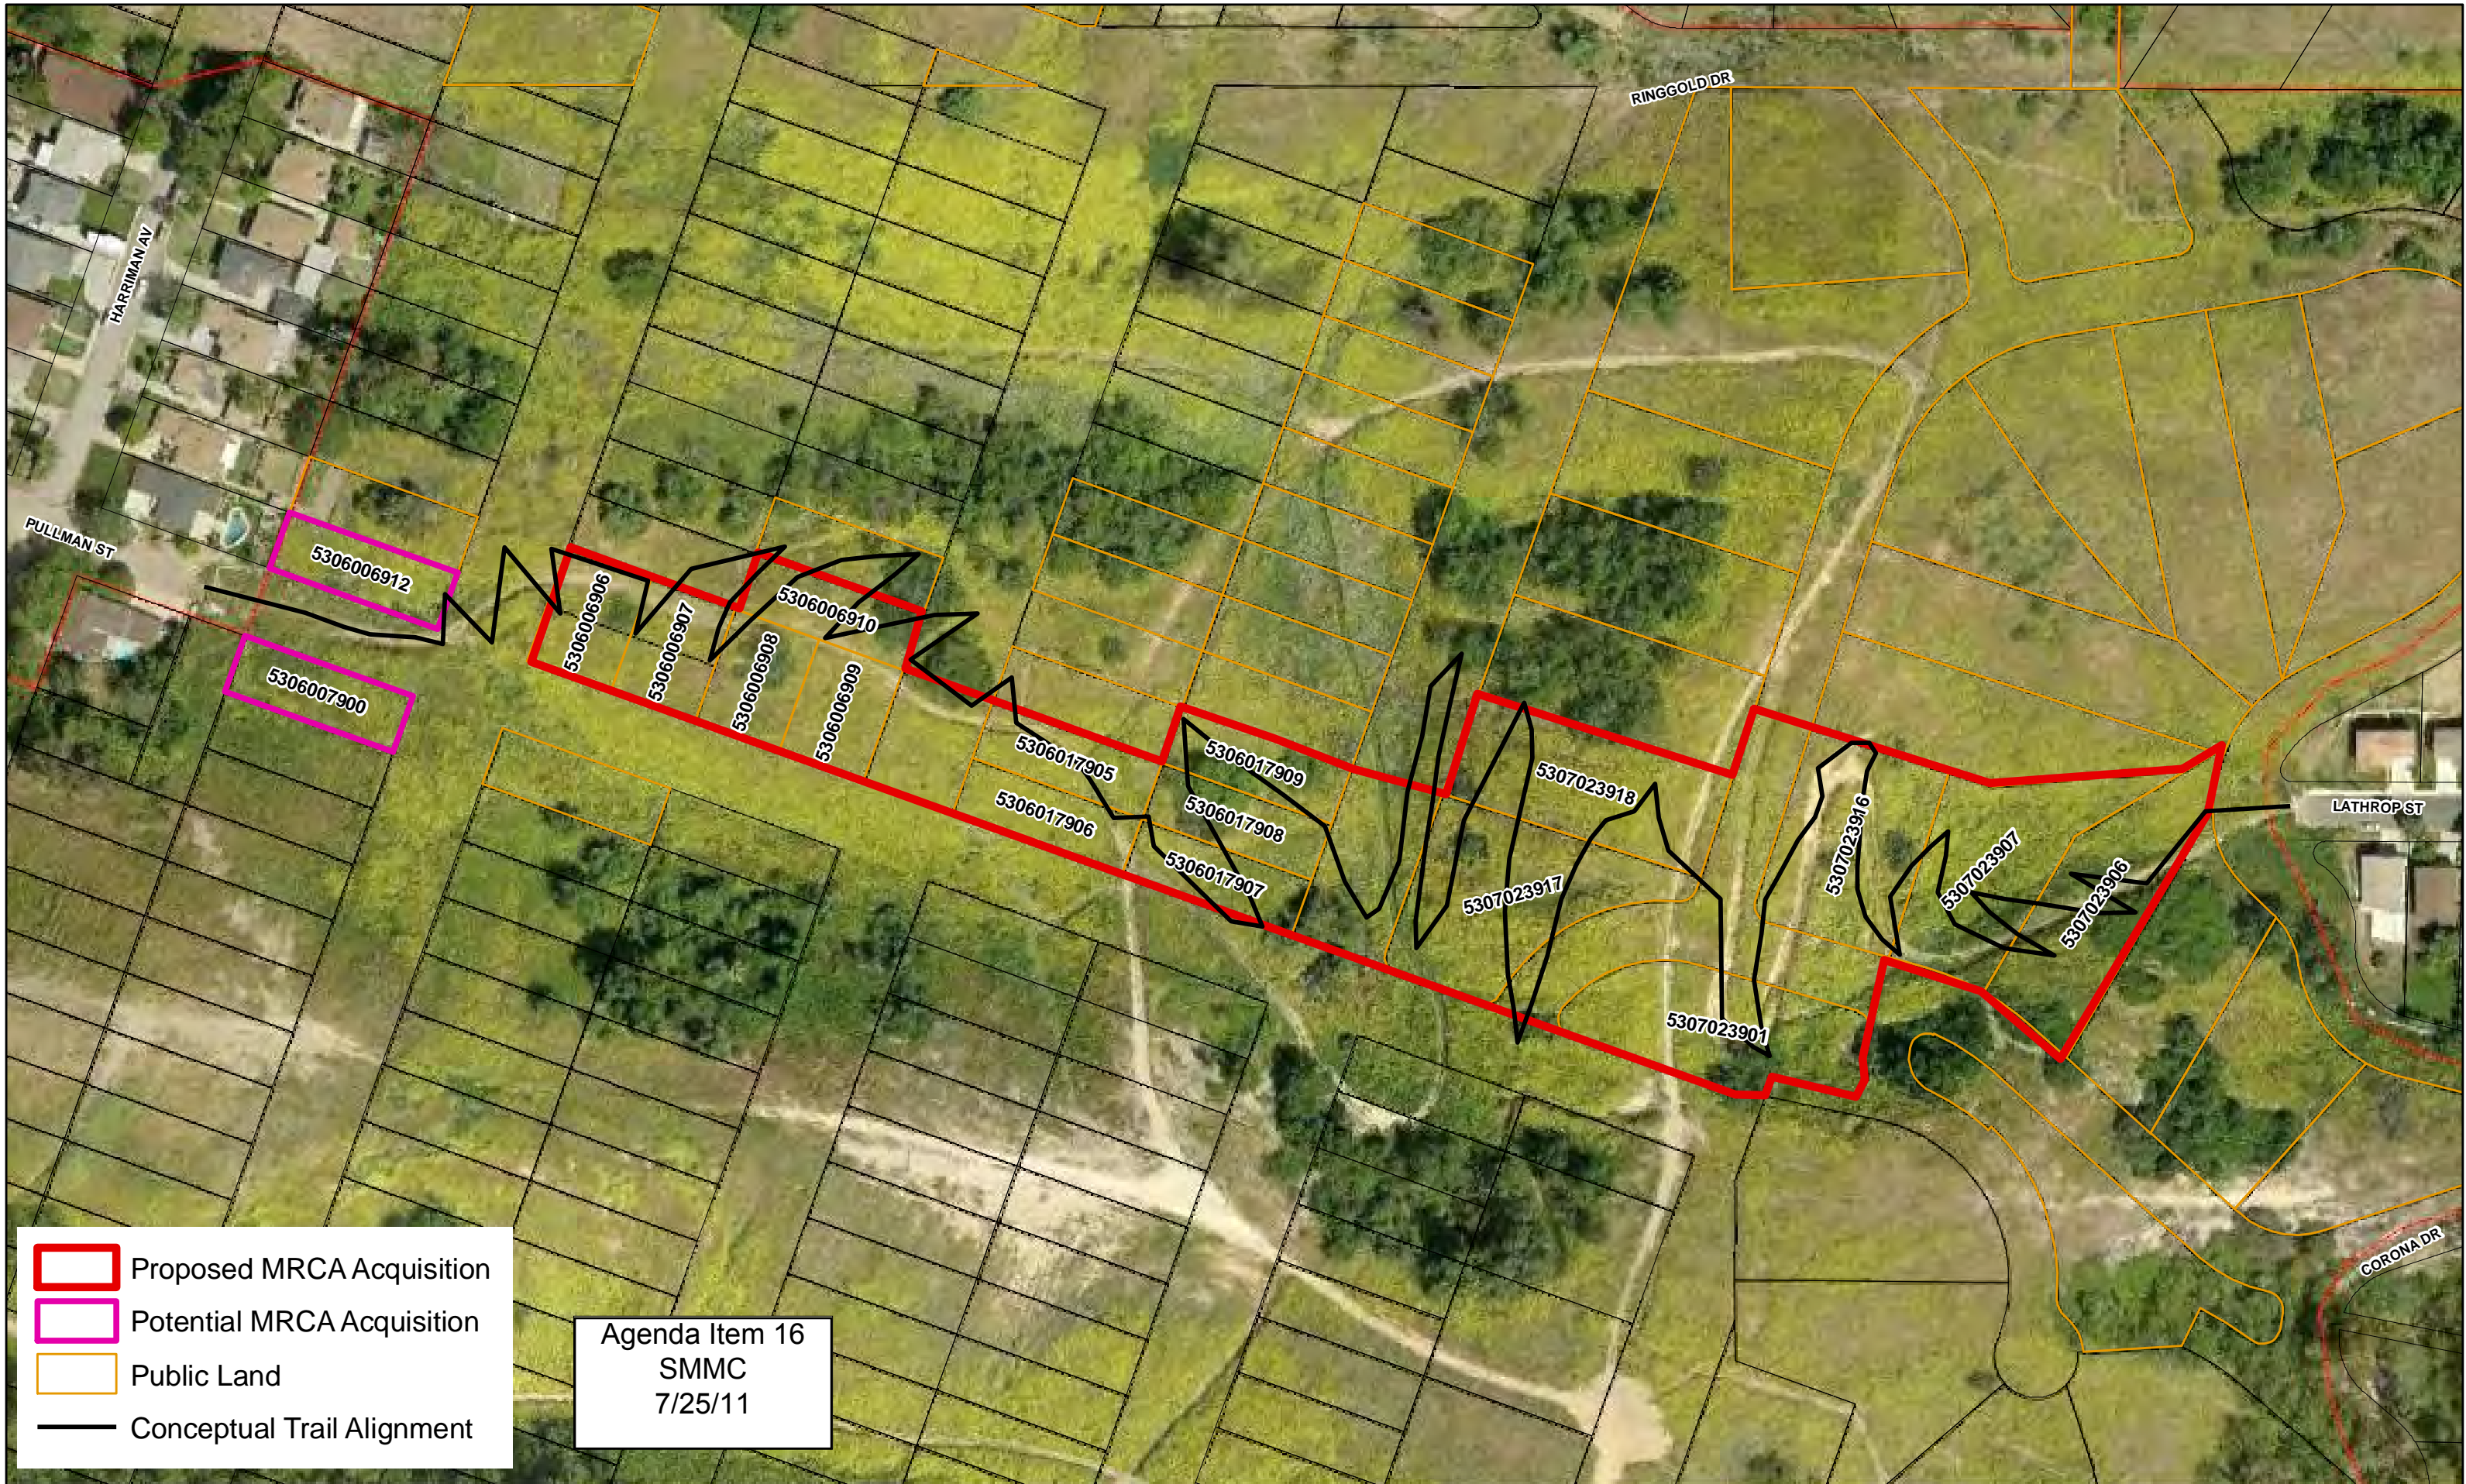 RINGGOLD DR
HARRIMAN AV
PULLMAN ST
5306006912
5306007900
5306006906
5306006907
5306006908
5306006910
5306006909
5306017905
5306017906
5306017909
5306017908
5306017907
5307023918
5307023917
5307023916
5307023907
5307023906
5307023901
LATHROP ST
CORONA DR
Proposed MRCA Acquisition
Potential MRCA Acquisition
Public Land
Conceptual Trail Alignment
Agenda Item 16
SMMC
7/25/11